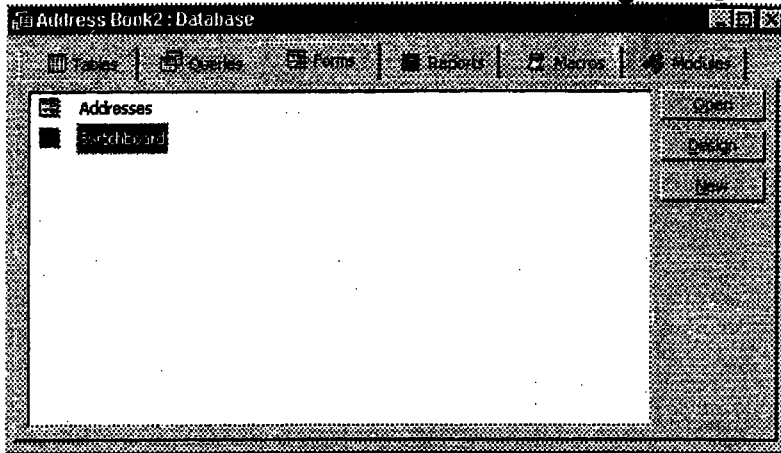 Address Book2 : Database
Tables Queries Forms Reports Macros Modules
Addresses
Switchboard
Open
Design
New